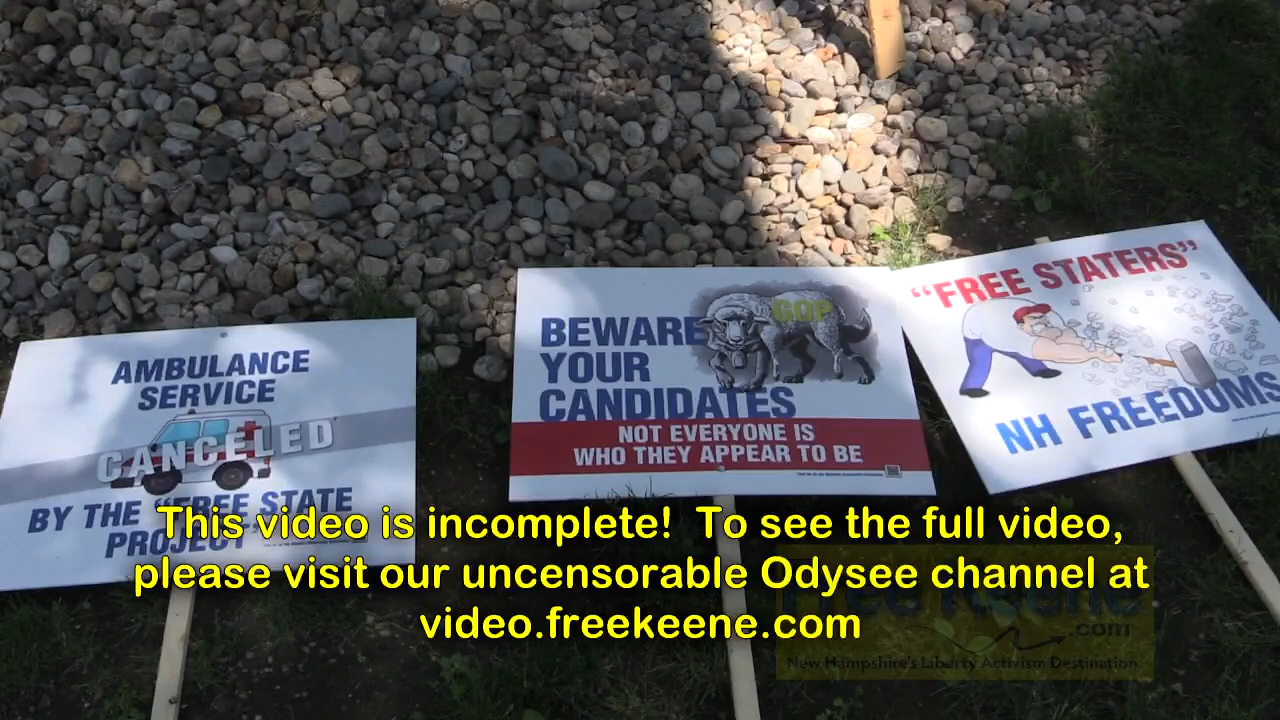 AMBULANCE
SERVICE
CANCELED
BY THE "FREE STATE
PROJECT
BEWARE
YOUR
CANDIDATES
GOP
NOT EVERYONE IS
WHO THEY APPEAR TO BE
"FREE STATERS"
NH FREEDOMS
This video is incomplete! To see the full video,
please visit our uncensorable Odysee channel at
video.freekeene.com
Free Keene
.com
New Hampshire's Liberty Activism Destination